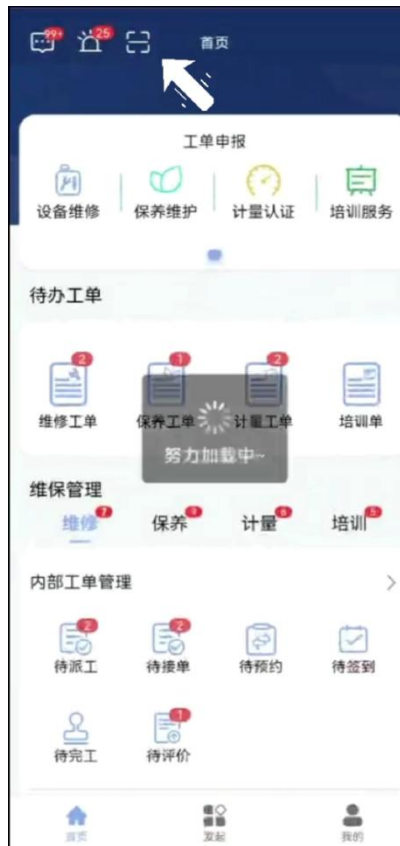 99+ 25 首页
工单申报
设备维修 保养维护 计量认证 培训服务
待办工单
2 1 2
维修工单 保养工单 计量工单 培训单
努力加载中~
维保管理
维修 7 保养 计量 6 培训 5
内部工单管理 >
2 2
待派工 待接单 待预约 待签到
1
待完工 待评价
首页 发起 我的